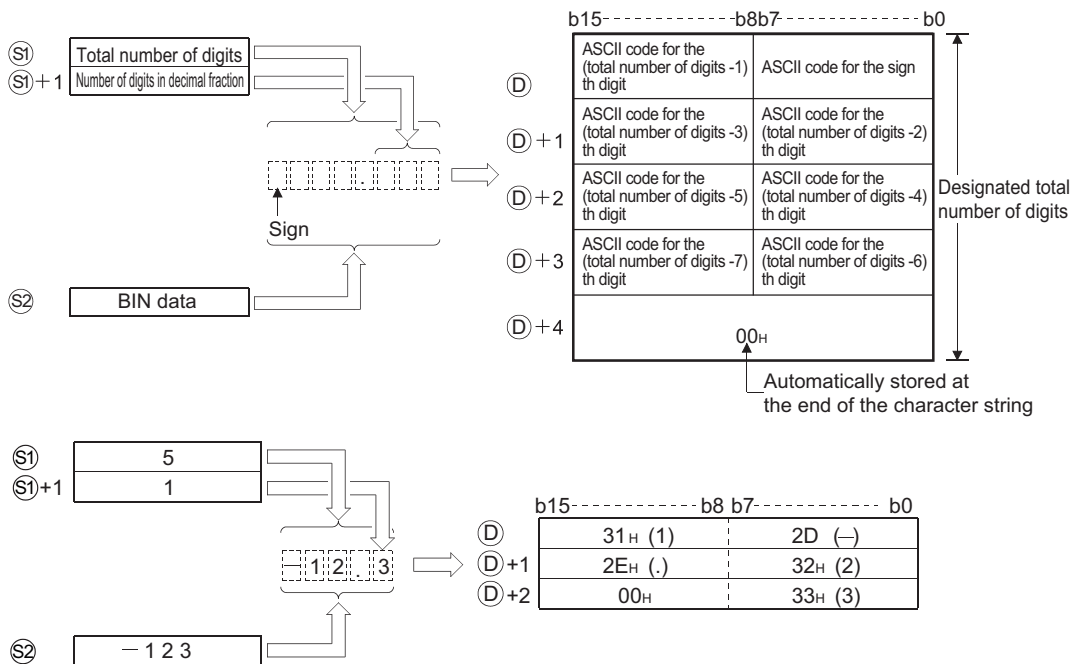 b15 b8b7 b0
S1 Total number of digits
S1+1 Number of digits in decimal fraction
.
Sign
S2 BIN data
D
ASCII code for the
(total number of digits -1)
th digit
ASCII code for the sign
D+1
ASCII code for the
(total number of digits -3)
th digit
ASCII code for the
(total number of digits -2)
th digit
D+2
ASCII code for the
(total number of digits -5)
th digit
ASCII code for the
(total number of digits -4)
th digit
D+3
ASCII code for the
(total number of digits -7)
th digit
ASCII code for the
(total number of digits -6)
th digit
D+4
00H
Designated total
number of digits
Automatically stored at
the end of the character string
S1 5
S1+1 1
−12.3
S2 −123
b15 b8 b7 b0
D 31H (1) 2D (−)
D+1 2EH (.) 32H (2)
D+2 00H 33H (3)